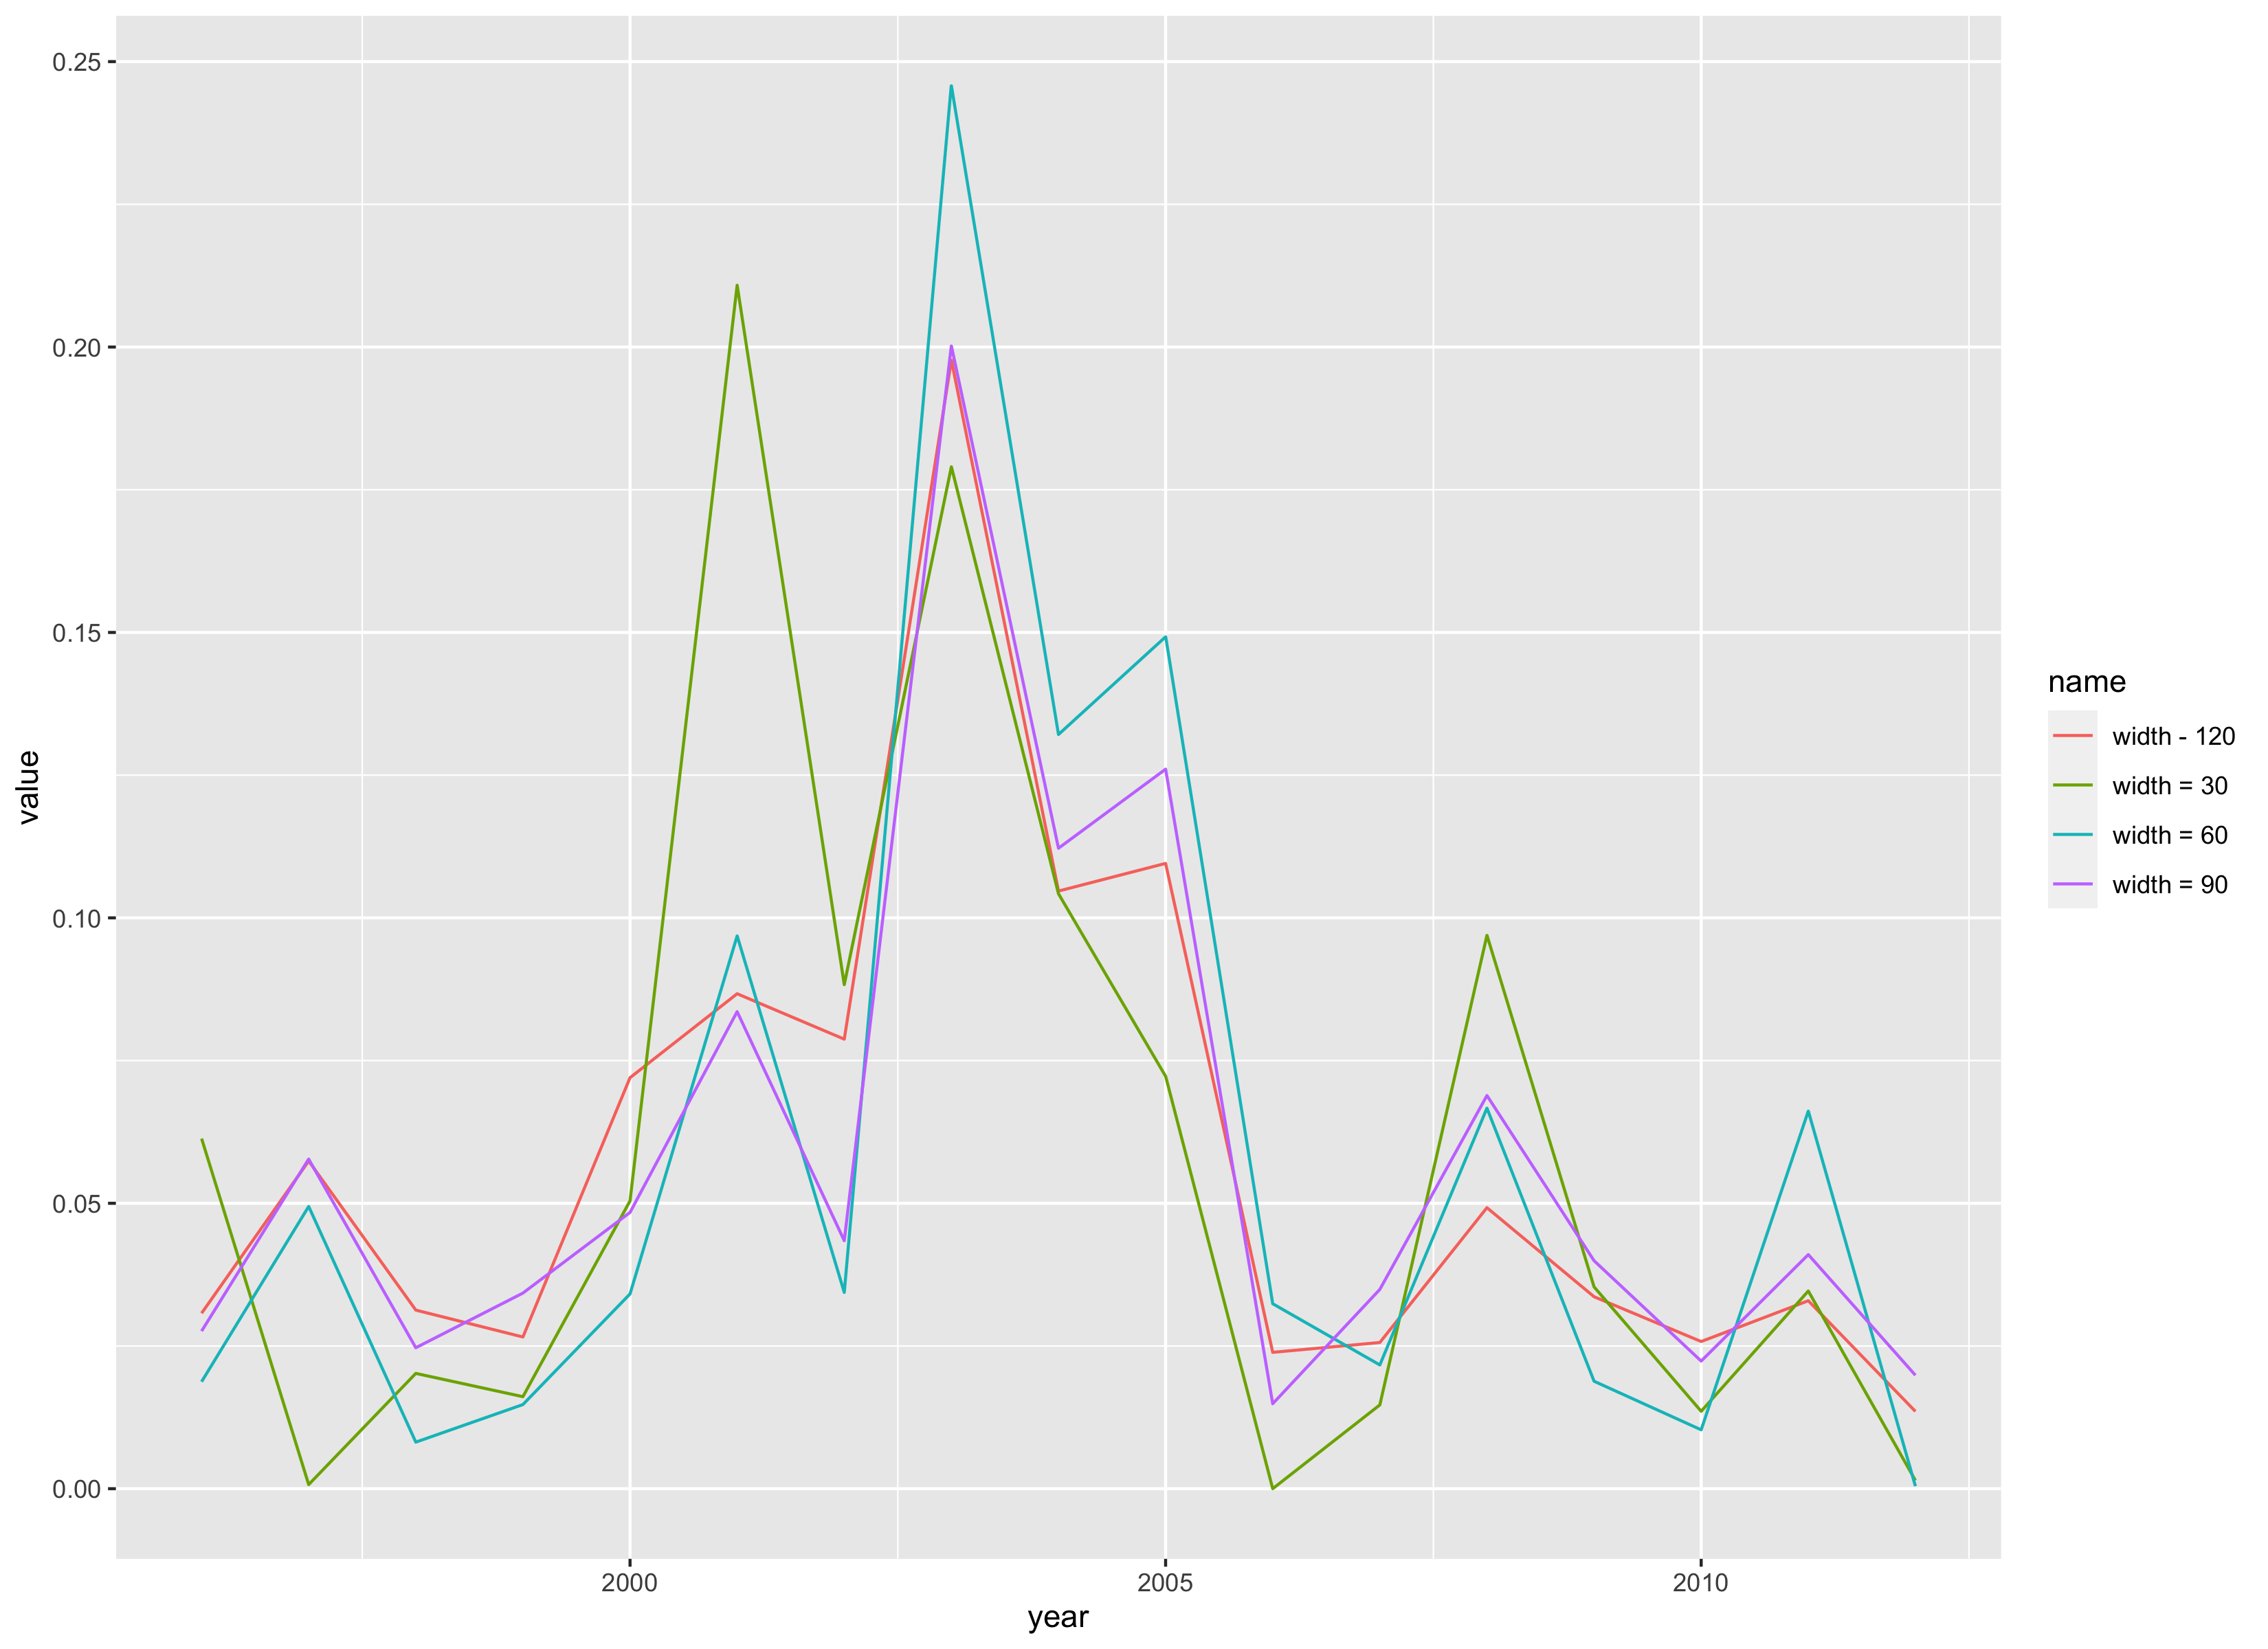 0.25
0.20
0.15
0.10
0.05
0.00
value
2000
2005
2010
year
name
width - 120
width = 30
width = 60
width = 90